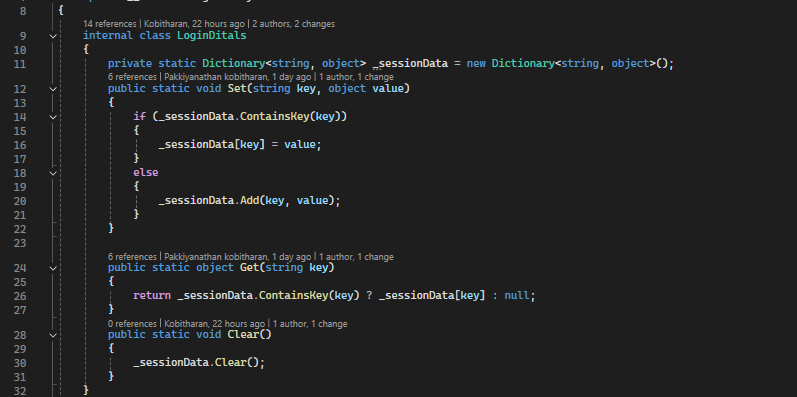 8 {
14 references | Kobitharan, 22 hours ago | 2 authors, 2 changes
9 internal class LoginDitals
10 {
11 private static Dictionary<string, object> _sessionData = new Dictionary<string, object>();
6 references | Pakkiyanathan kobitharan, 1 day ago | 1 author, 1 change
12 public static void Set(string key, object value)
13 {
14 if (_sessionData.ContainsKey(key))
15 {
16 _sessionData[key] = value;
17 }
18 else
19 {
20 _sessionData.Add(key, value);
21 }
22 }
23
6 references | Pakkiyanathan kobitharan, 1 day ago | 1 author, 1 change
24 public static object Get(string key)
25 {
26 return _sessionData.ContainsKey(key) ? _sessionData[key] : null;
27 }
0 references | Kobitharan, 22 hours ago | 1 author, 1 change
28 public static void Clear()
29 {
30 _sessionData.Clear();
31 }
32 }